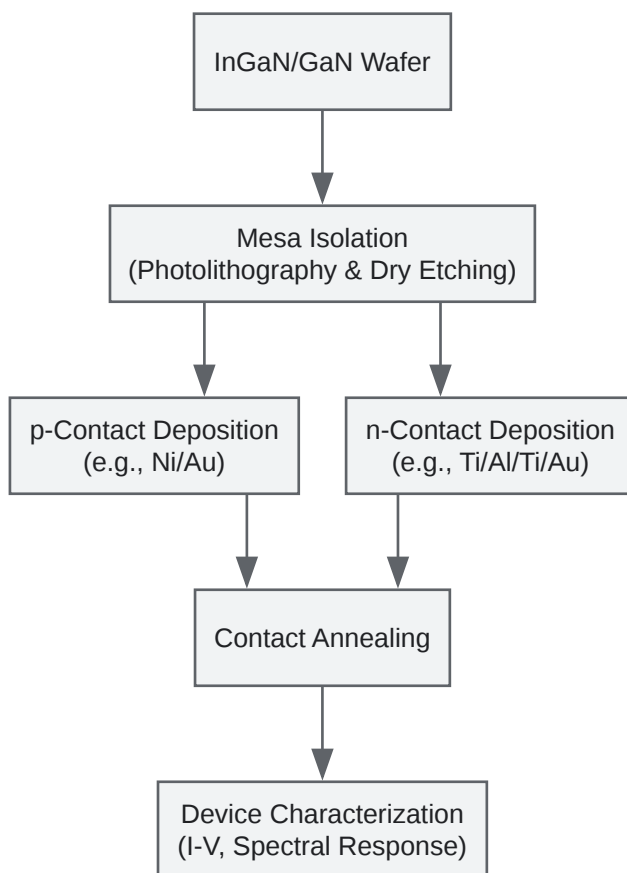 InGaN/GaN Wafer
Mesa Isolation
(Photolithography & Dry Etching)
p-Contact Deposition
(e.g., Ni/Au)
n-Contact Deposition
(e.g., Ti/Al/Ti/Au)
Contact Annealing
Device Characterization
(I-V, Spectral Response)